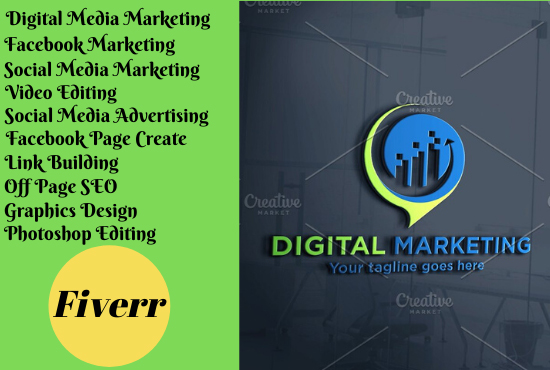 Digital Media Marketing
Facebook Marketing
Social Media Marketing
Video Editing
Social Media Advertising
Facebook Page Create
Link Building
Off Page SEO
Graphics Design
Photoshop Editing
Fiverr
Creative
MARKET
Creative
MARKET
Creative
MARKET
DIGITAL MARKETING
Your tagline goes here
Creative
MARKET